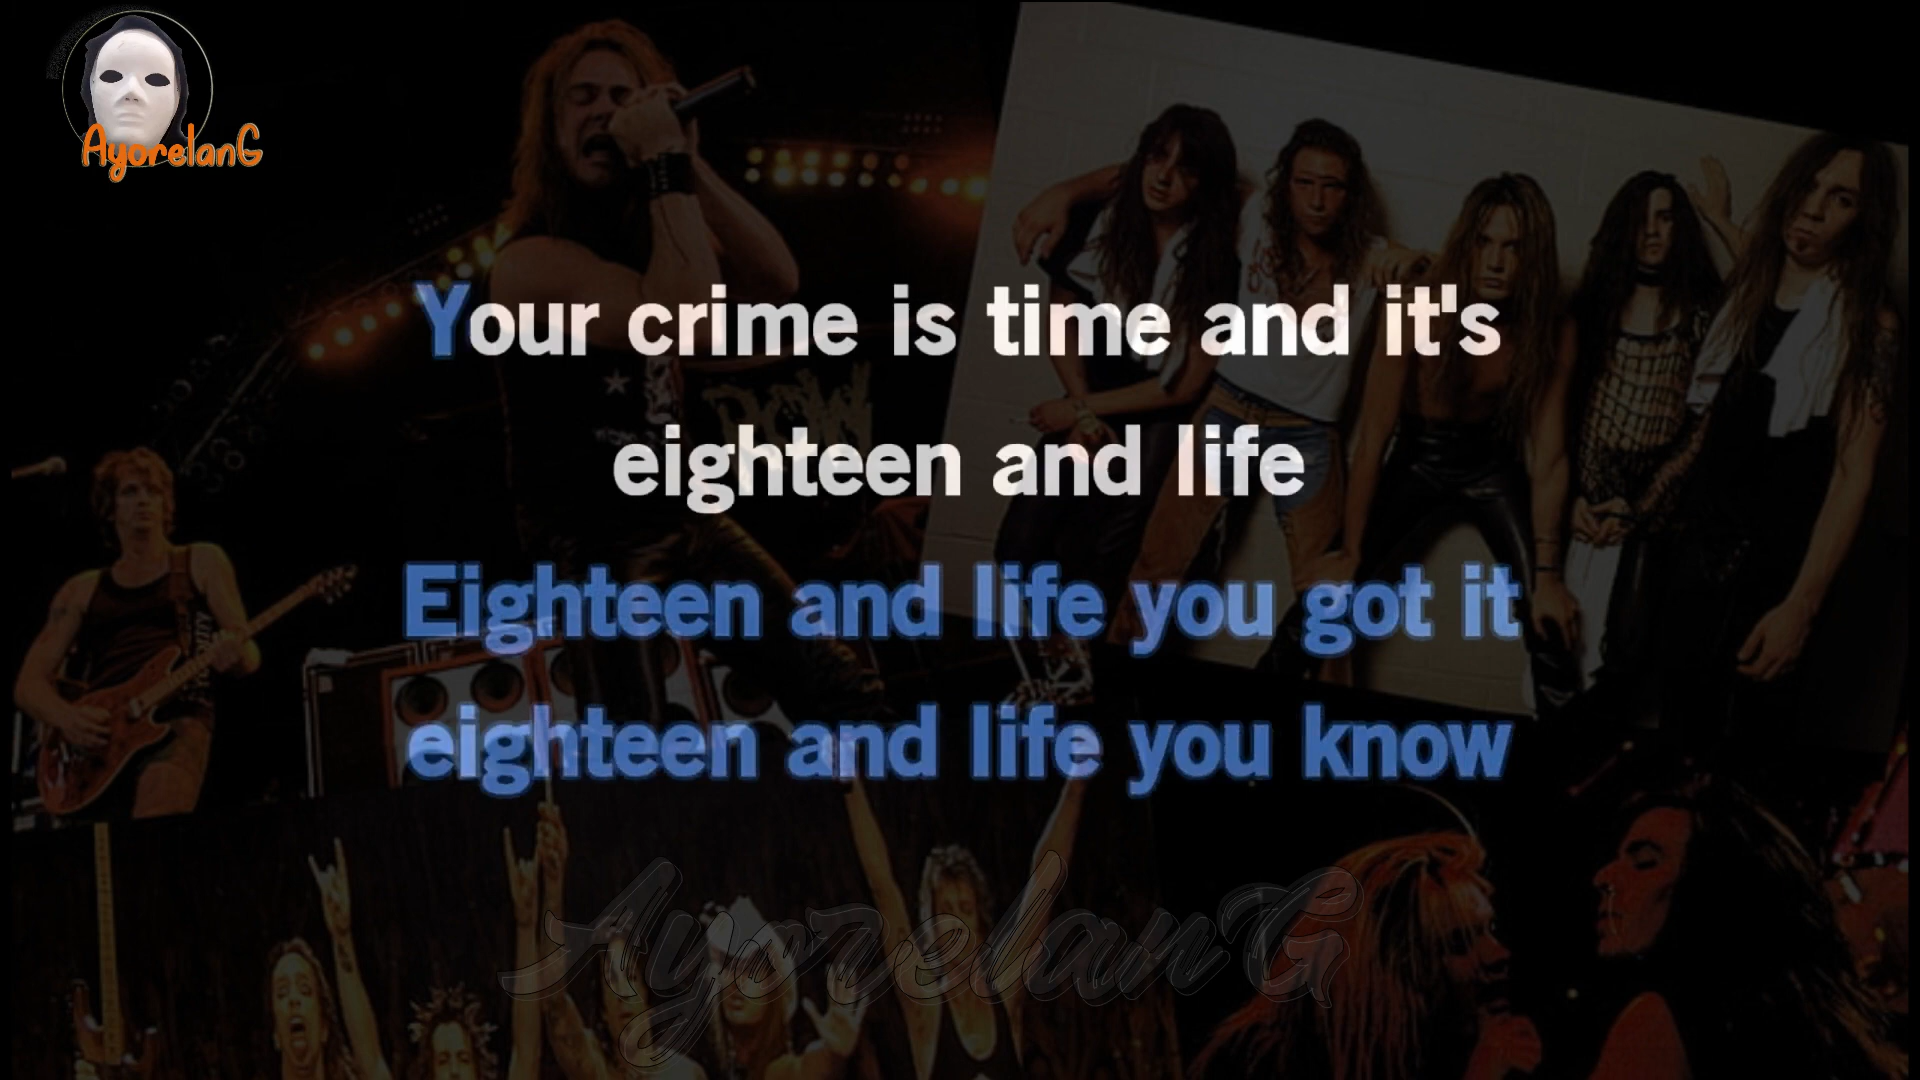 AyorelanG
Your crime is time and it's
eighteen and life
Eighteen and life you got it
eighteen and life you know
AyorelanG